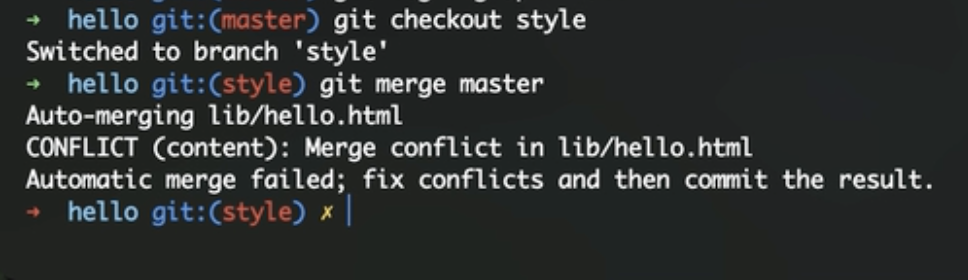 → hello git:(master) git checkout style
Switched to branch 'style'
→ hello git:(style) git merge master
Auto-merging lib/hello.html
CONFLICT (content): Merge conflict in lib/hello.html
Automatic merge failed; fix conflicts and then commit the result.
→ hello git:(style) ✗